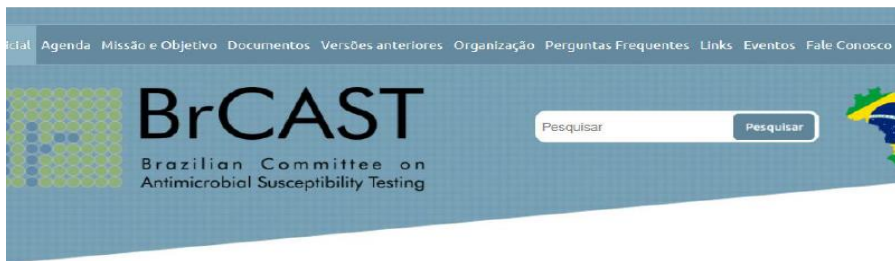 Agenda Missão e Objetivo Documentos Versões anteriores Organização Perguntas Frequentes Links Eventos Fale Conosco
BrCAST
Pesquisar Pesquisar
Brazilian Committee on
Antimicrobial Susceptibility Testing